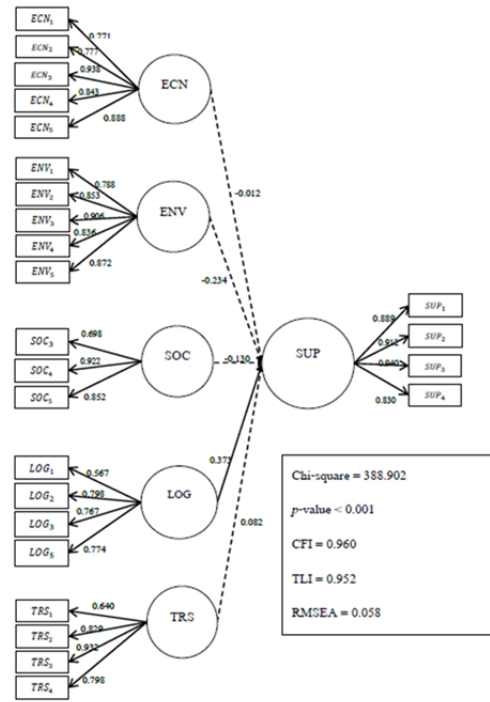 ECN₁
0.771
ECN₂
0.777
ECN₃
0.938
ECN₄
0.843
ECN₅
0.888
ECN
-0.012
ENV₁
0.788
ENV₂
0.853
ENV₃
0.906
ENV₄
0.836
ENV₅
0.872
ENV
-0.234
SOC₃
0.698
SOC₄
0.922
SOC₅
0.852
SOC
-0.130
LOG₁
0.567
LOG₂
0.798
LOG₃
0.767
LOG₅
0.774
LOG
0.373
TRS₁
0.640
TRS₂
0.829
TRS₃
0.932
TRS₄
0.798
TRS
0.082
SUP
0.889
SUP₁
SUP₂
0.940
SUP₃
0.830
SUP₄
Chi-square = 388.902
p-value < 0.001
CFI = 0.960
TLI = 0.952
RMSEA = 0.058